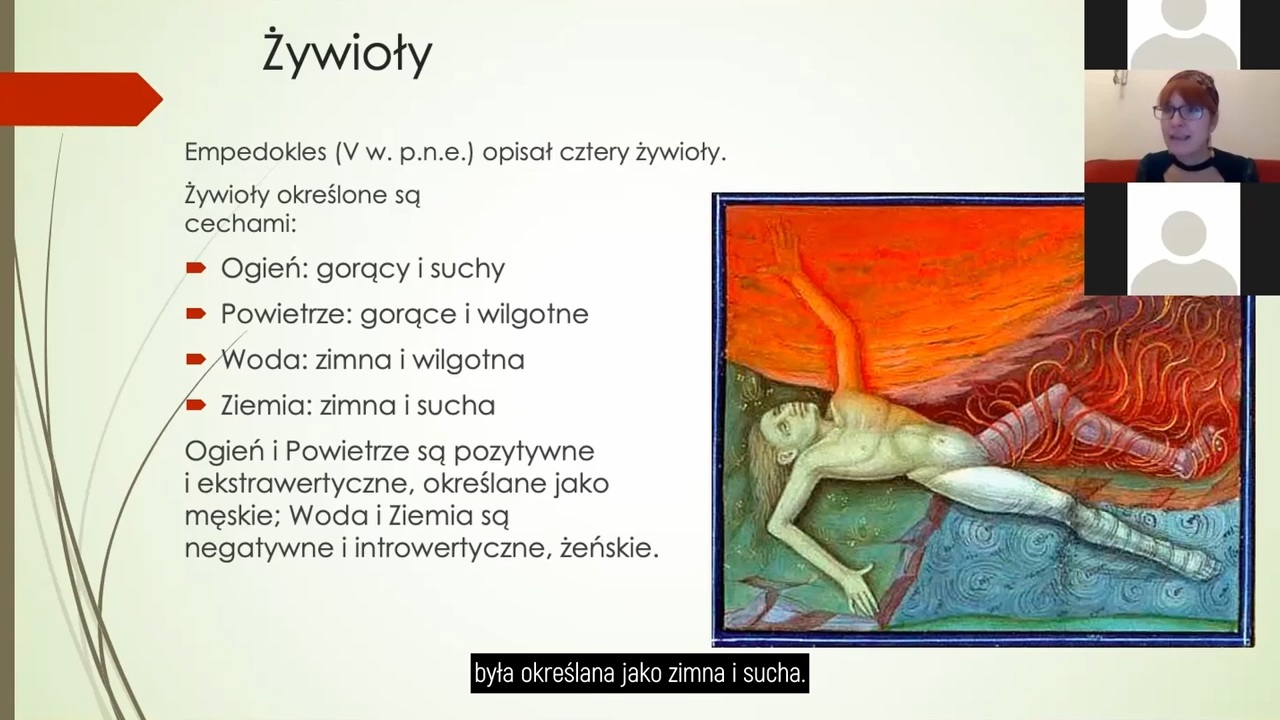 Żywioły
Empedokles (V w. p.n.e.) opisał cztery żywioły.
Żywioły określone są
cechami:
Ogień: gorący i suchy
Powietrze: gorące i wilgotne
Woda: zimna i wilgotna
Ziemia: zimna i sucha
Ogień i Powietrze są pozytywne
i ekstrawertyczne, określane jako
męskie; Woda i Ziemia są
negatywne i introwertyczne, żeńskie.
była określana jako zimna i sucha.